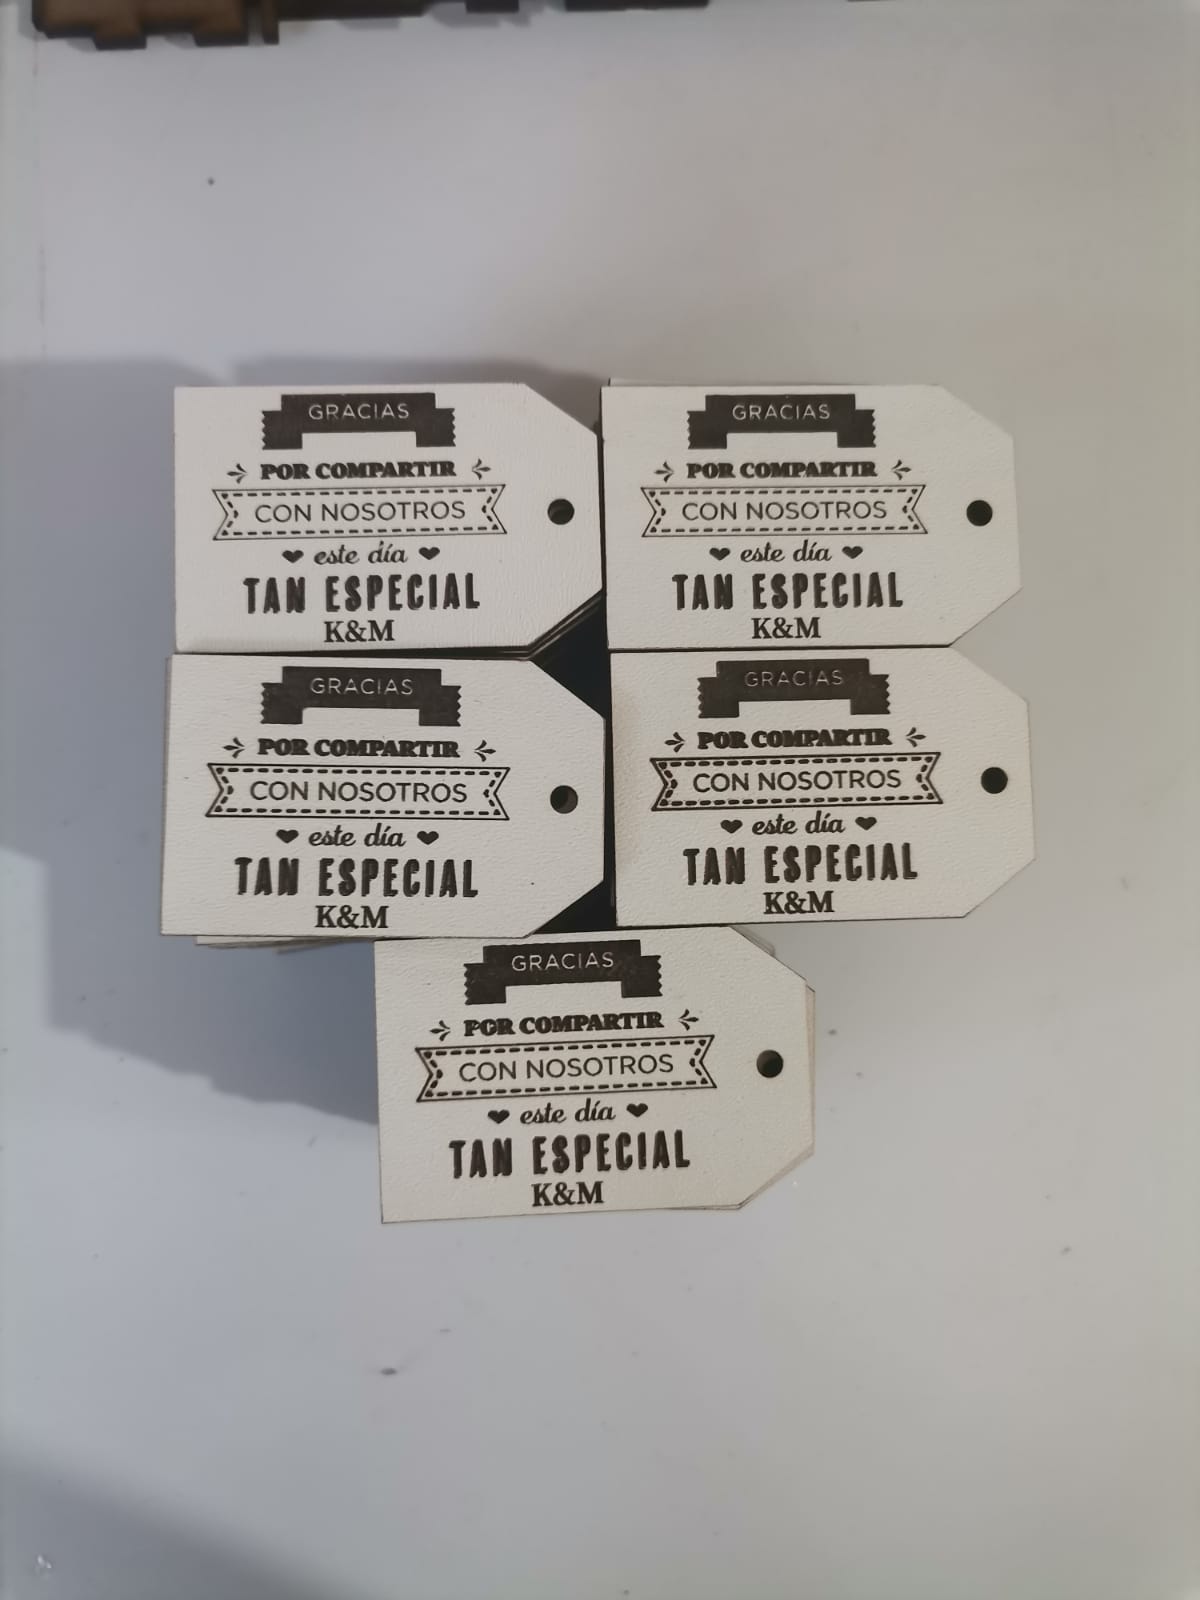 GRACIAS
POR COMPARTIR
CON NOSOTROS
este día
TAN ESPECIAL
K&M
GRACIAS
POR COMPARTIR
CON NOSOTROS
este día
TAN ESPECIAL
K&M
GRACIAS
POR COMPARTIR
CON NOSOTROS
este día
TAN ESPECIAL
K&M
GRACIAS
POR COMPARTIR
CON NOSOTROS
este día
TAN ESPECIAL
K&M
GRACIAS
POR COMPARTIR
CON NOSOTROS
este día
TAN ESPECIAL
K&M